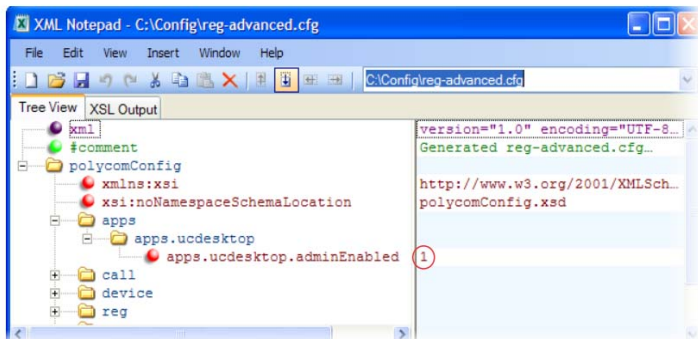 XML Notepad - C:\Config\reg-advanced.cfg
File Edit View Insert Window Help
C:\Config\reg-advanced.cfg
Tree View XSL Output
xml version="1.0" encoding="UTF-8...
#comment Generated reg-advanced.cfg...
polycomConfig
xmlns:xsi http://www.w3.org/2001/XMLSch...
xsi:noNamespaceSchemaLocation polycomConfig.xsd
apps
apps.ucdesktop
apps.ucdesktop.adminEnabled 1
call
device
reg